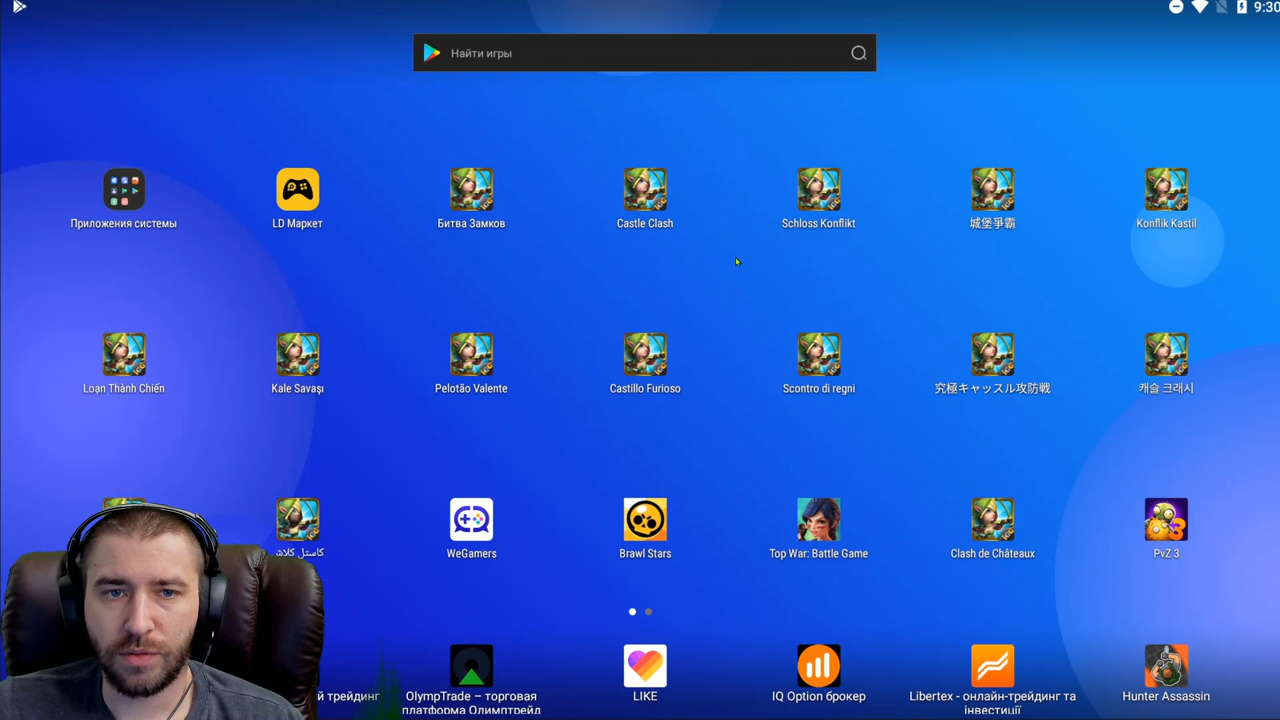 9:30
Найти игры
Приложения системы
LD Маркет
Битва Замков
Castle Clash
Schloss Konflikt
城堡爭霸
Konflik Kastil
Loạn Thành Chiến
Kale Savaşı
Pelotão Valente
Castillo Furioso
Scontro di regni
究極キャッスル攻防戦
캐슬 크래시
كاستل كلاش
WeGamers
Brawl Stars
Top War: Battle Game
Clash de Châteaux
PvZ 3
й трейдинг
OlympTrade – торговая
платформа Олимптрейд
LIKE
IQ Option брокер
Libertex - онлайн-трейдинг та
інвестиції
Hunter Assassin